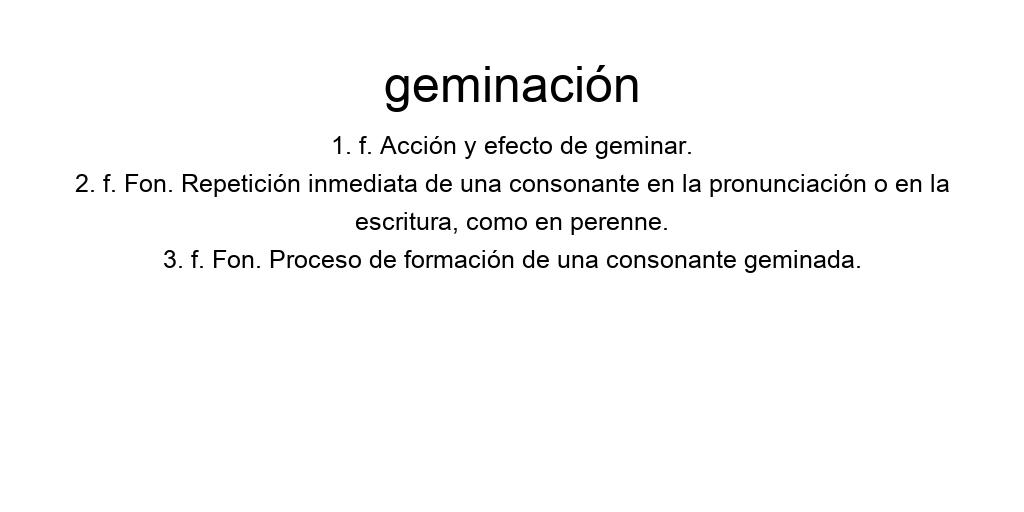 geminación
1. f. Acción y efecto de geminar.
2. f. Fon. Repetición inmediata de una consonante en la pronunciación o en la
escritura, como en perenne.
3. f. Fon. Proceso de formación de una consonante geminada.